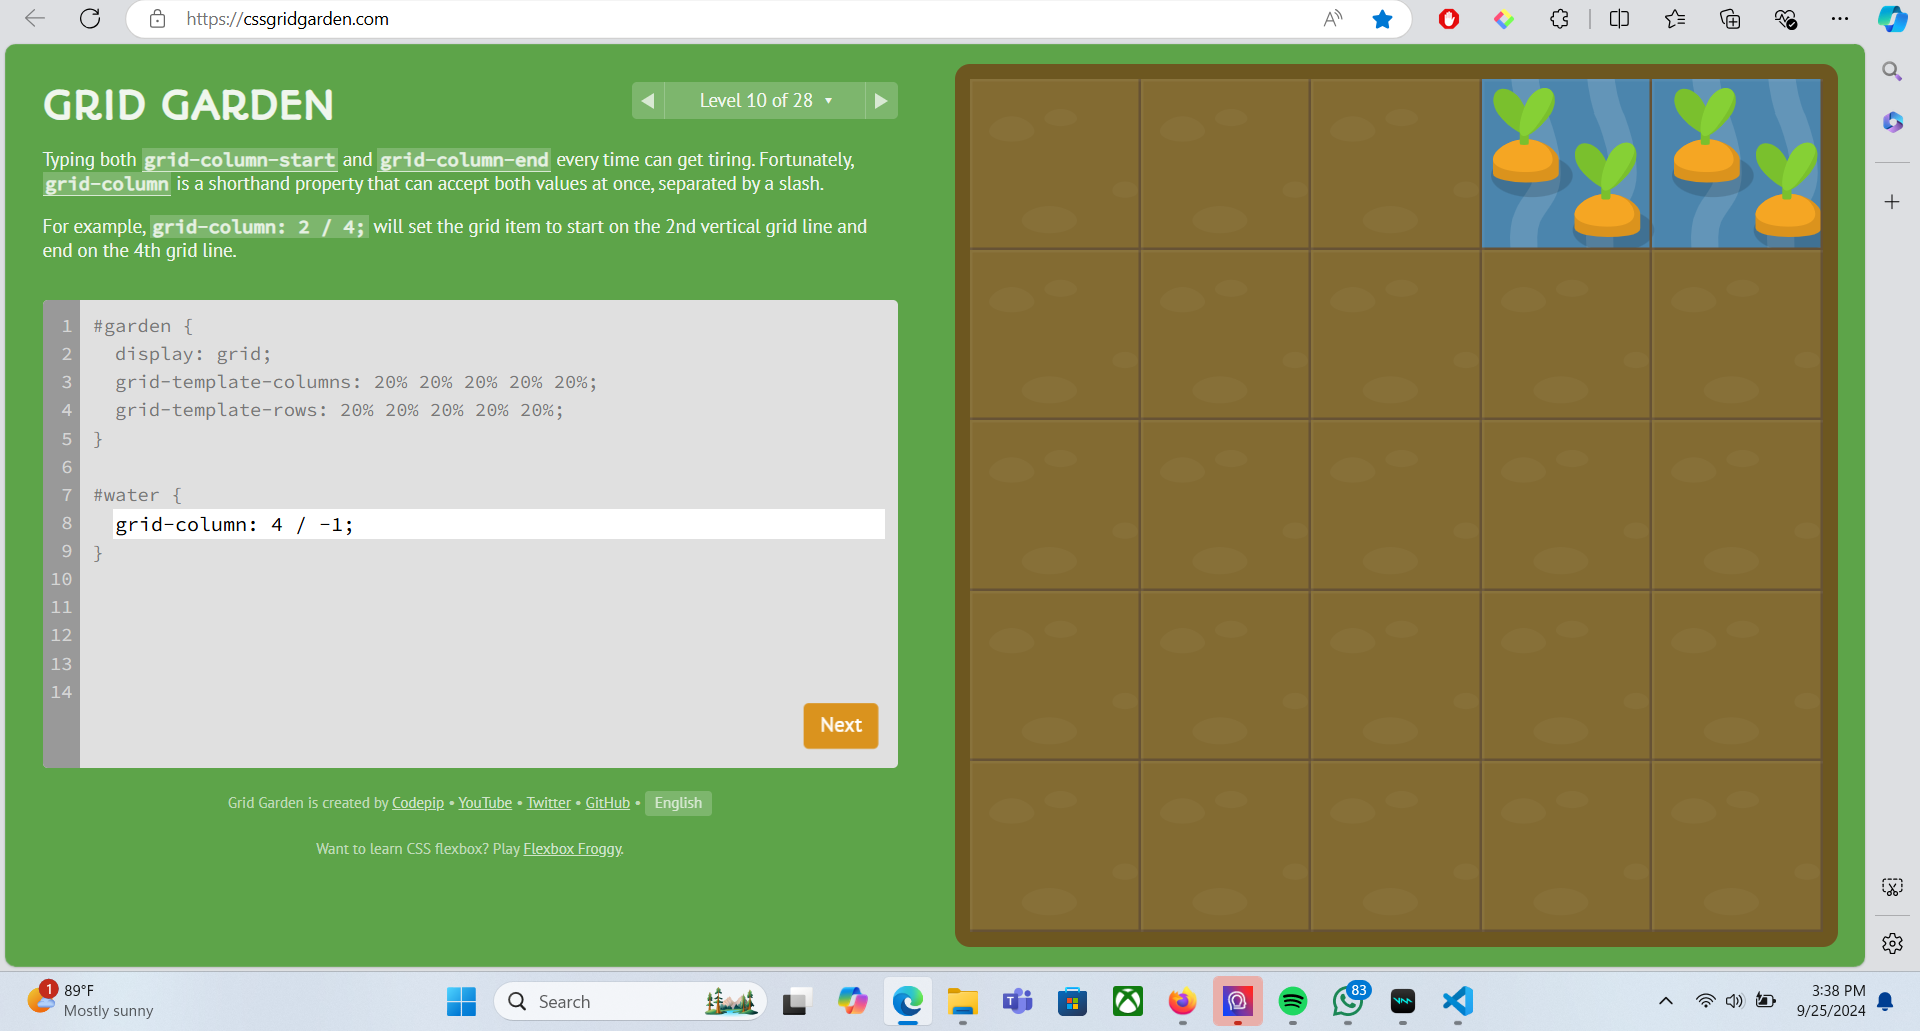 https://cssgridgarden.com
GRID GARDEN
Level 10 of 28
Typing both grid-column-start and grid-column-end every time can get tiring. Fortunately,
grid-column is a shorthand property that can accept both values at once, separated by a slash.
For example, grid-column: 2 / 4; will set the grid item to start on the 2nd vertical grid line and
end on the 4th grid line.
1 #garden {
2 display: grid;
3 grid-template-columns: 20% 20% 20% 20% 20%;
4 grid-template-rows: 20% 20% 20% 20% 20%;
5 }
6
7 #water {
8 grid-column: 4 / -1;
9 }
10
11
12
13
14
Next
Grid Garden is created by Codepip • YouTube • Twitter • GitHub • English
Want to learn CSS flexbox? Play Flexbox Froggy.
1
89°F
Mostly sunny
Search
83
3:38 PM
9/25/2024